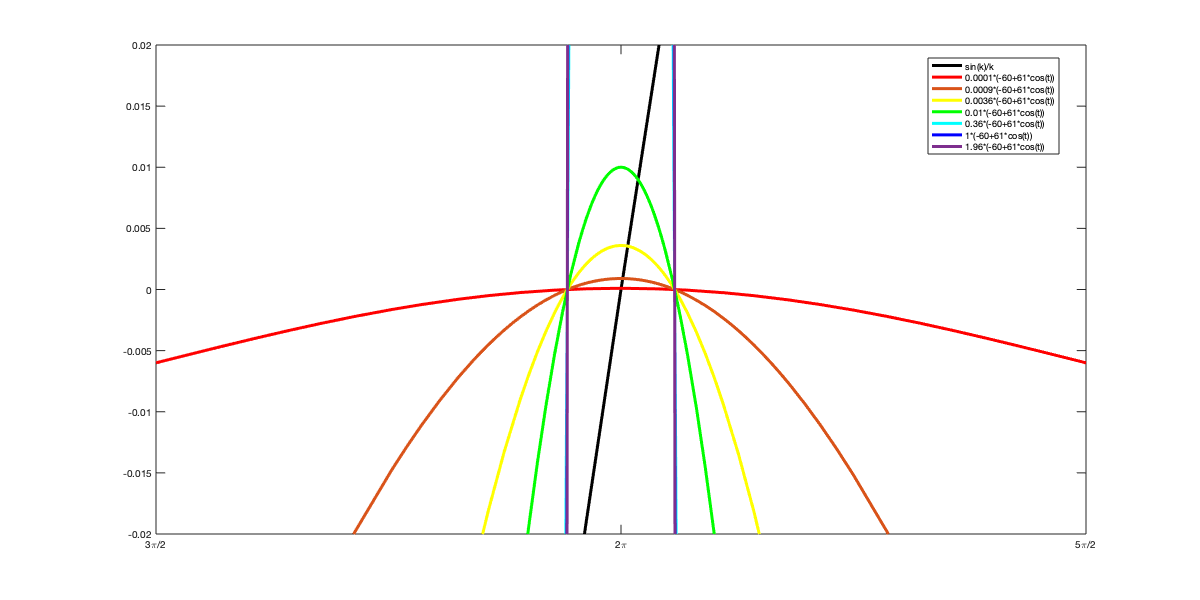 0.02
0.015
0.01
0.005
0
-0.005
-0.01
-0.015
-0.02
3π/2
2π
5π/2
sin(k)/k
0.0001*(-60+61*cos(t))
0.0009*(-60+61*cos(t))
0.0036*(-60+61*cos(t))
0.01*(-60+61*cos(t))
0.36*(-60+61*cos(t))
1*(-60+61*cos(t))
1.96*(-60+61*cos(t))